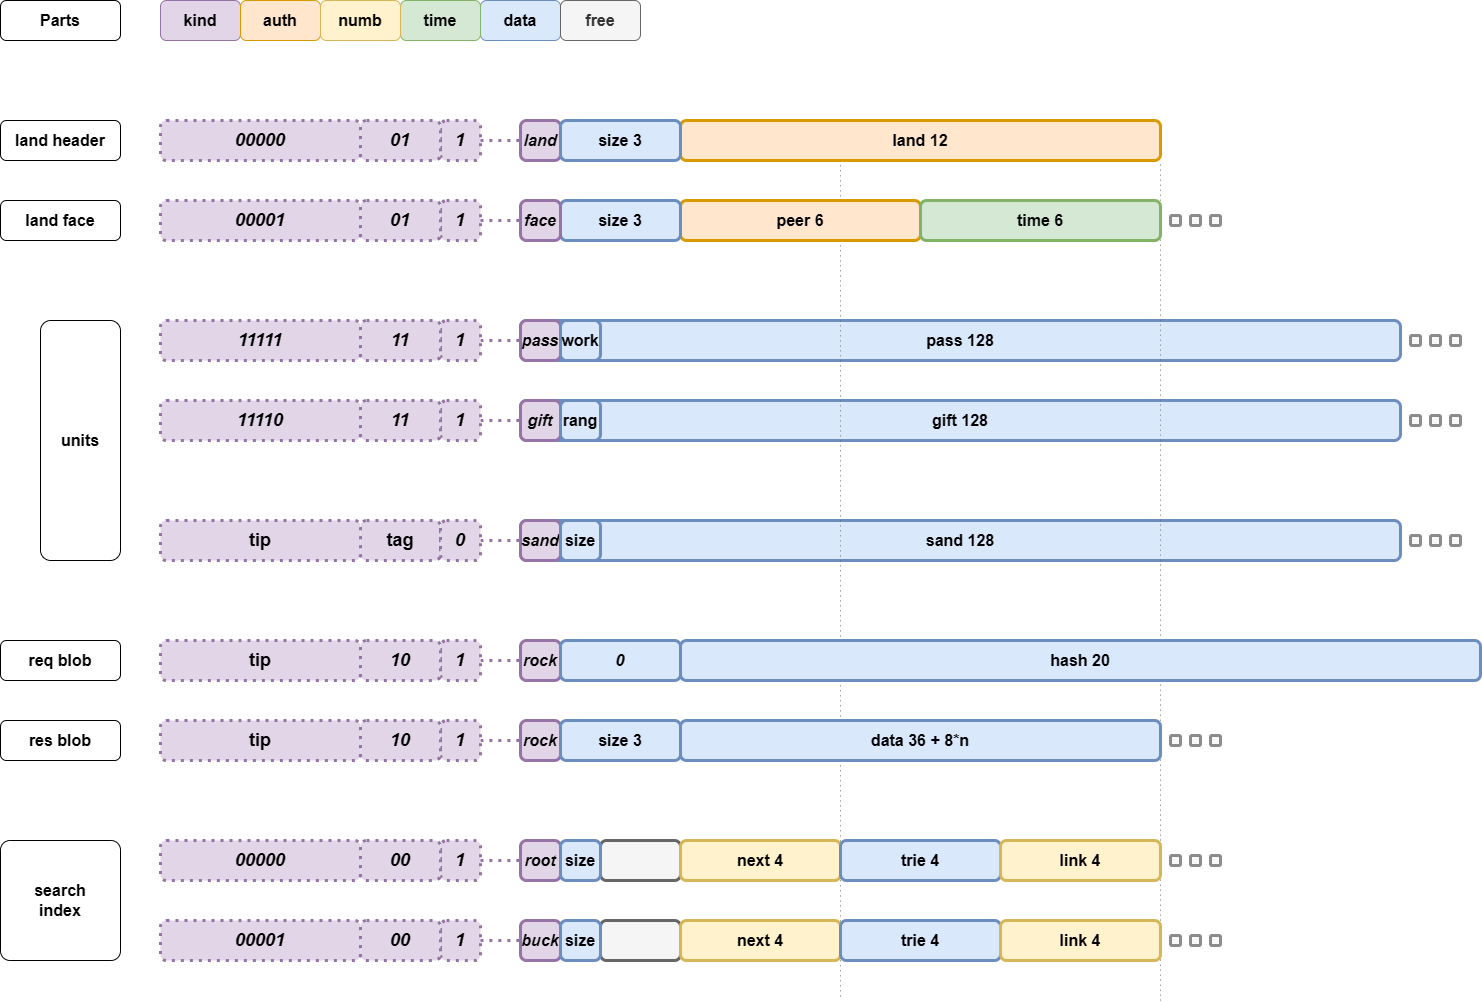 Parts kind auth numb time data free
land header 00000 01 1 land size 3 land 12
land face 00001 01 1 face size 3 peer 6 time 6
11111 11 1 pass work pass 128
11110 11 1 gift rang gift 128
units
tip tag 0 sand size sand 128
req blob tip 10 1 rock 0 hash 20
res blob tip 10 1 rock size 3 data 36 + 8*n
00000 00 1 root size next 4 trie 4 link 4
search
index
00001 00 1 buck size next 4 trie 4 link 4